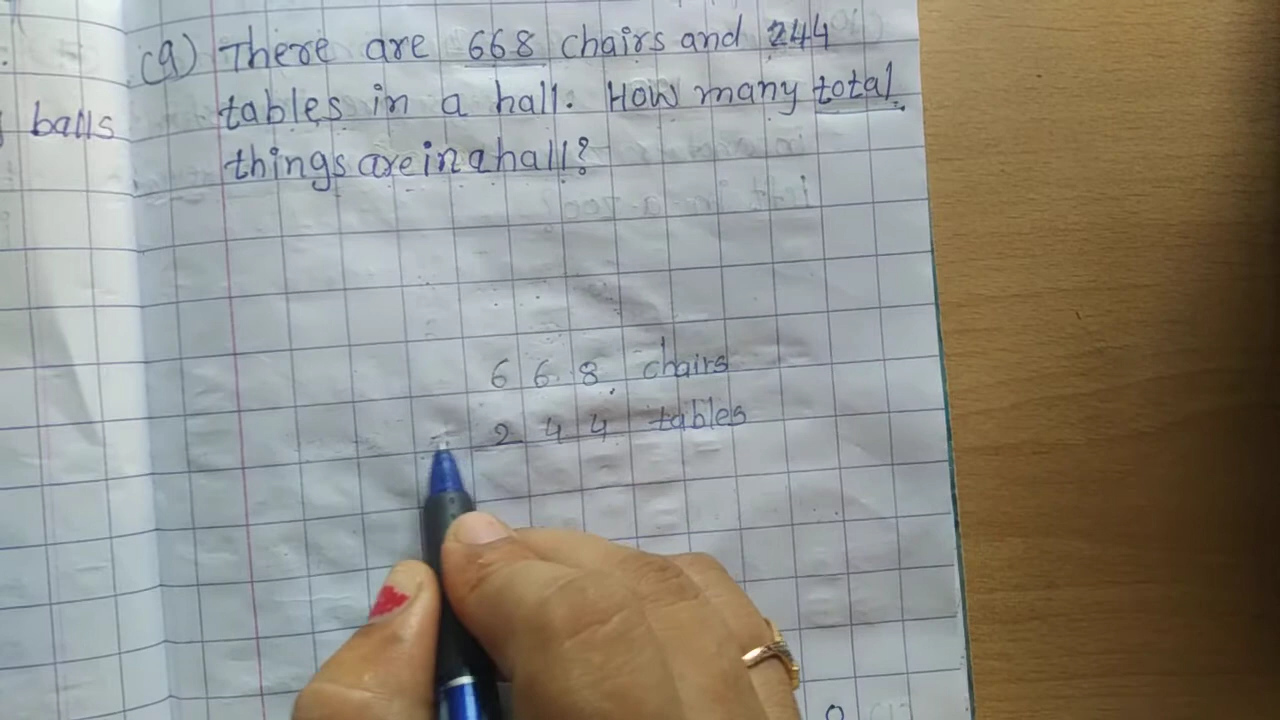 (a) There are 668 chairs and 244
balls
tables in a hall. How many total
things are in a hall?
6 6 8 chairs
2 4 4 tables